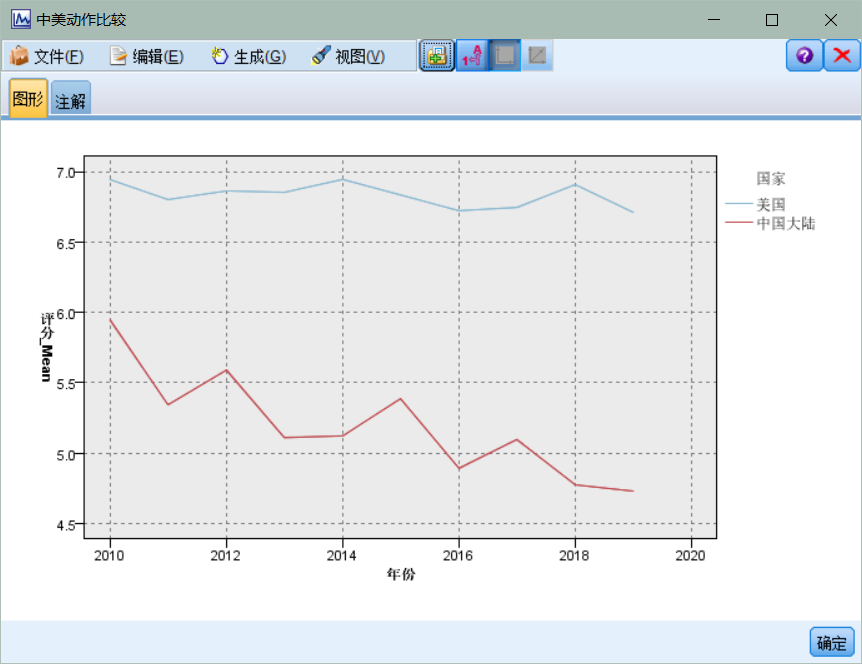 中美动作比较
文件(F) 编辑(E) 生成(G) 视图(V)
图形 注解
国家
美国
中国大陆
评分_Mean
7.0
6.5
6.0
5.5
5.0
4.5
2010 2012 2014 2016 2018 2020
年份
确定